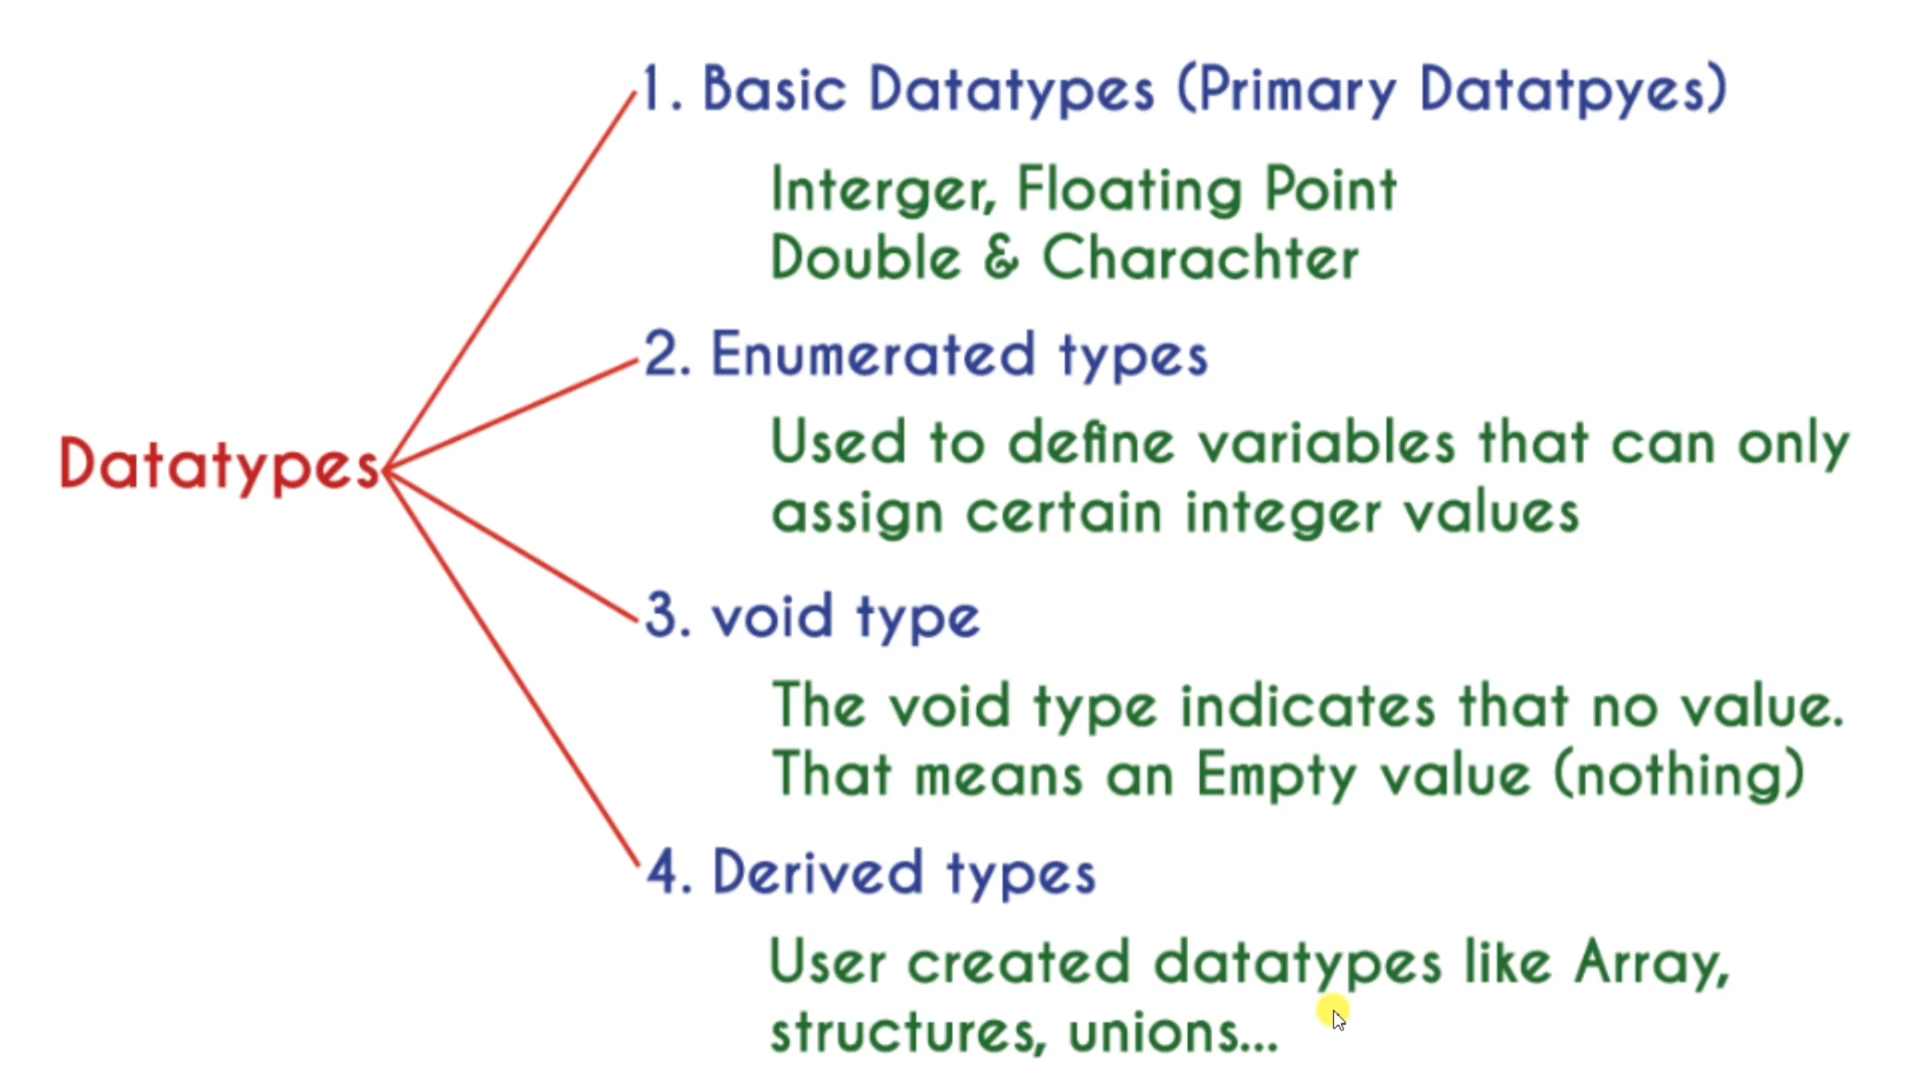 1. Basic Datatypes (Primary Datatpyes)
Interger, Floating Point
Double & Charachter
2. Enumerated types
Used to define variables that can only
assign certain integer values
Datatypes
3. void type
The void type indicates that no value.
That means an Empty value (nothing)
4. Derived types
User created datatypes like Array,
structures, unions...